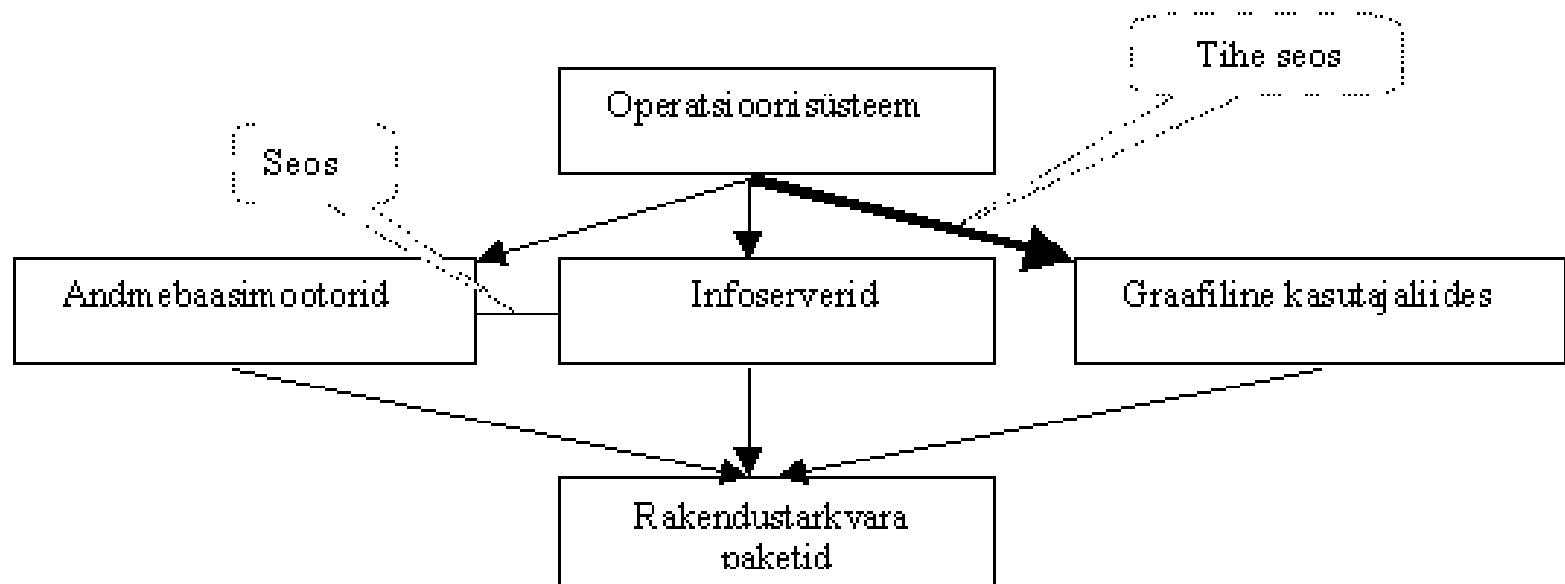 Tihe seos
Operatsioonisüsteem
Seos
Andmebaasimootorid
Infoserverid
Graafiline kasutajaliides
Rakendustarkvara
paketid